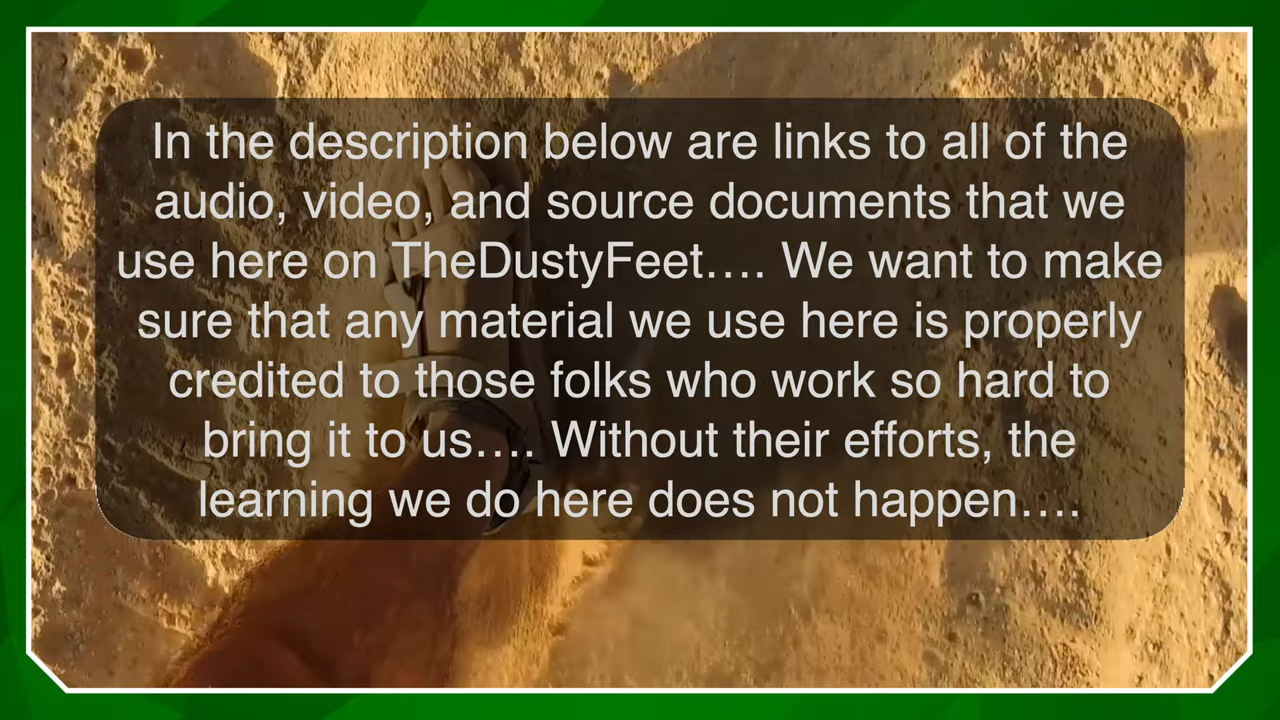 In the description below are links to all of the
audio, video, and source documents that we
use here on TheDustyFeet…. We want to make
sure that any material we use here is properly
credited to those folks who work so hard to
bring it to us…. Without their efforts, the
learning we do here does not happen….